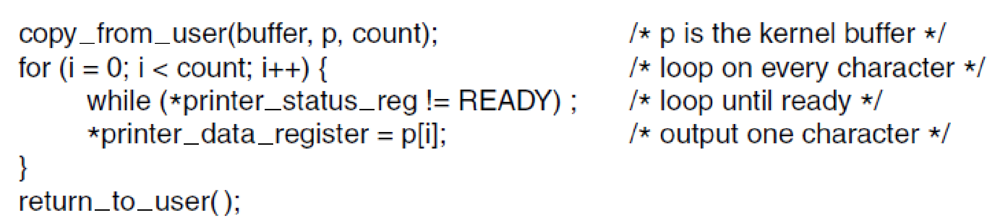 copy_from_user(buffer, p, count); /* p is the kernel buffer */
for (i = 0; i < count; i++) { /* loop on every character */
while (*printer_status_reg != READY) ; /* loop until ready */
*printer_data_register = p[i]; /* output one character */
}
return_to_user( );